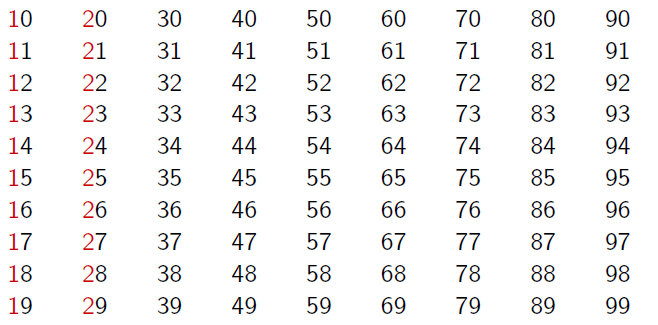 10 20 30 40 50 60 70 80 90
11 21 31 41 51 61 71 81 91
12 22 32 42 52 62 72 82 92
13 23 33 43 53 63 73 83 93
14 24 34 44 54 64 74 84 94
15 25 35 45 55 65 75 85 95
16 26 36 46 56 66 76 86 96
17 27 37 47 57 67 77 87 97
18 28 38 48 58 68 78 88 98
19 29 39 49 59 69 79 89 99